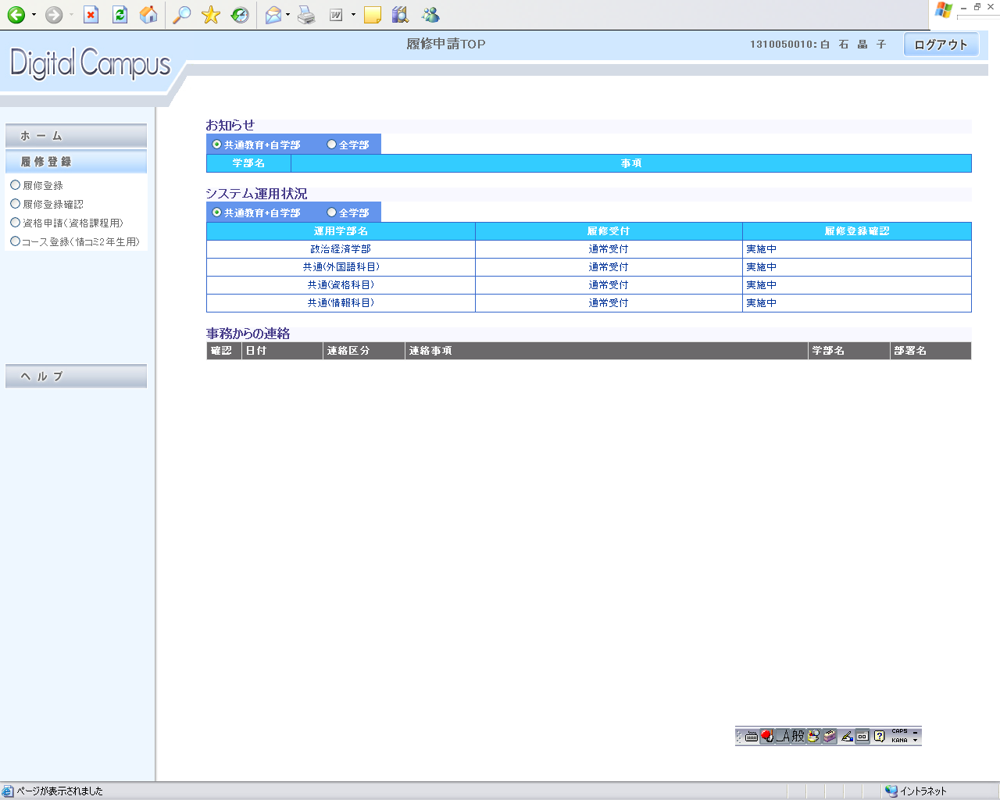 履修申請TOP
1310050010:白 石 晶 子
ログアウト
Digital Campus
ホーム
履修登録
履修登録
履修登録確認
資格申請(資格課程用)
コース登録(情コミ2年生用)
ヘルプ
お知らせ
共通教育+自学部 全学部
学部名 事項
システム運用状況
共通教育+自学部 全学部
運用学部名 履修受付 履修登録確認
政治経済学部 通常受付 実施中
共通(外国語科目) 通常受付 実施中
共通(資格科目) 通常受付 実施中
共通(情報科目) 通常受付 実施中
事務からの連絡
確認 日付 連絡区分 連絡事項 学部名 部署名
_A 般 CAPS
KANA
ページが表示されました イントラネット